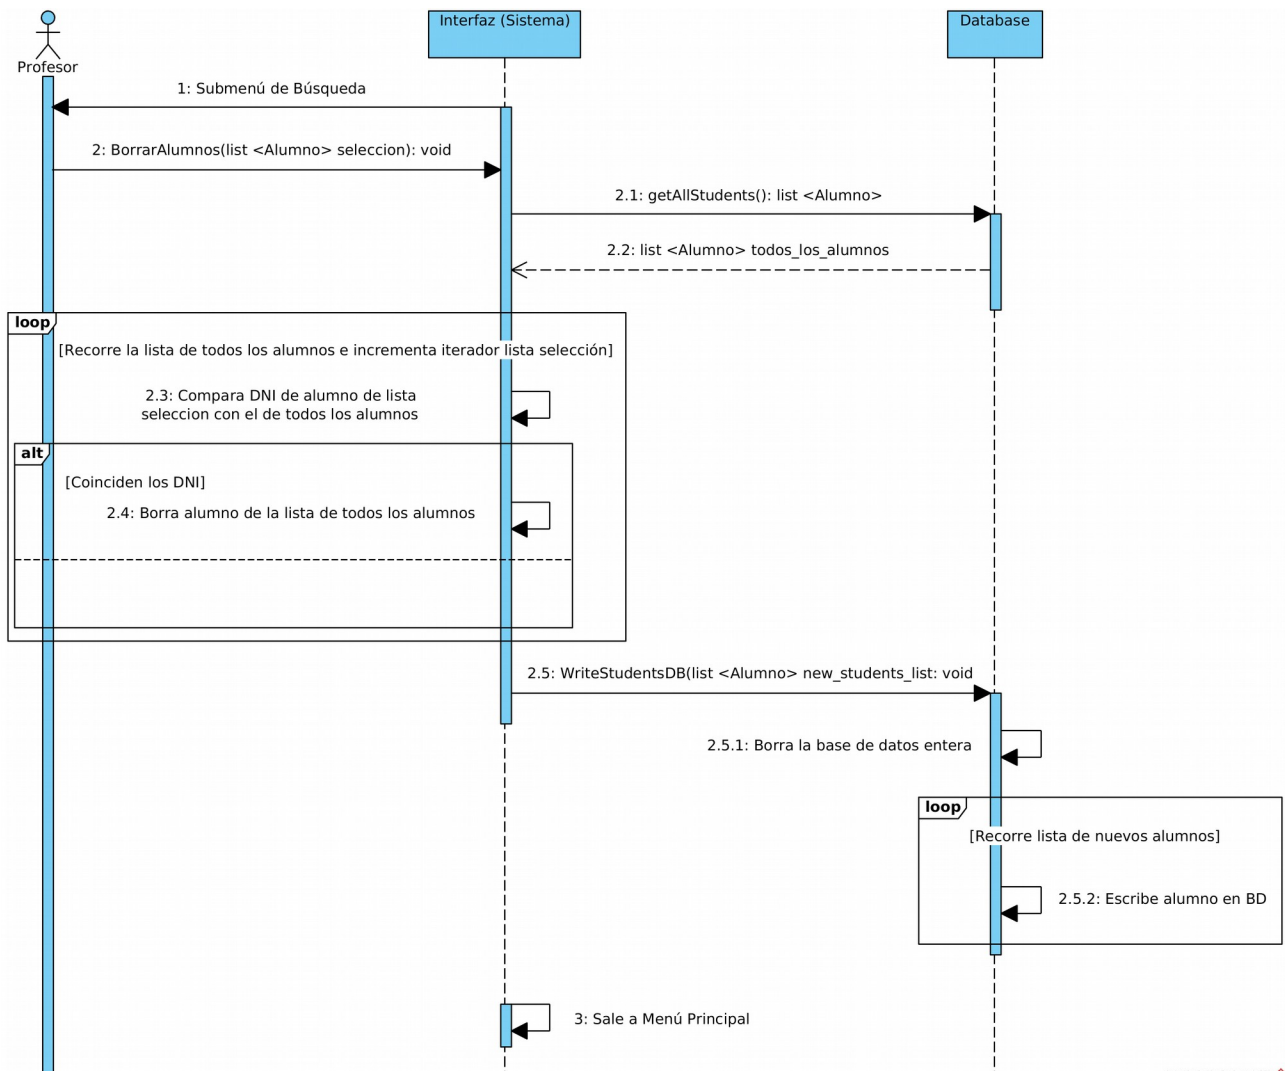 Profesor
Interfaz (Sistema)
Database
1: Submenú de Búsqueda
2: BorrarAlumnos(list <Alumno> seleccion): void
2.1: getAllStudents(): list <Alumno>
2.2: list <Alumno> todos_los_alumnos
loop
[Recorre la lista de todos los alumnos e incrementa iterador lista selección]
2.3: Compara DNI de alumno de lista
seleccion con el de todos los alumnos
alt
[Coinciden los DNI]
2.4: Borra alumno de la lista de todos los alumnos
2.5: WriteStudentsDB(list <Alumno> new_students_list: void
2.5.1: Borra la base de datos entera
loop
[Recorre lista de nuevos alumnos]
2.5.2: Escribe alumno en BD
3: Sale a Menú Principal